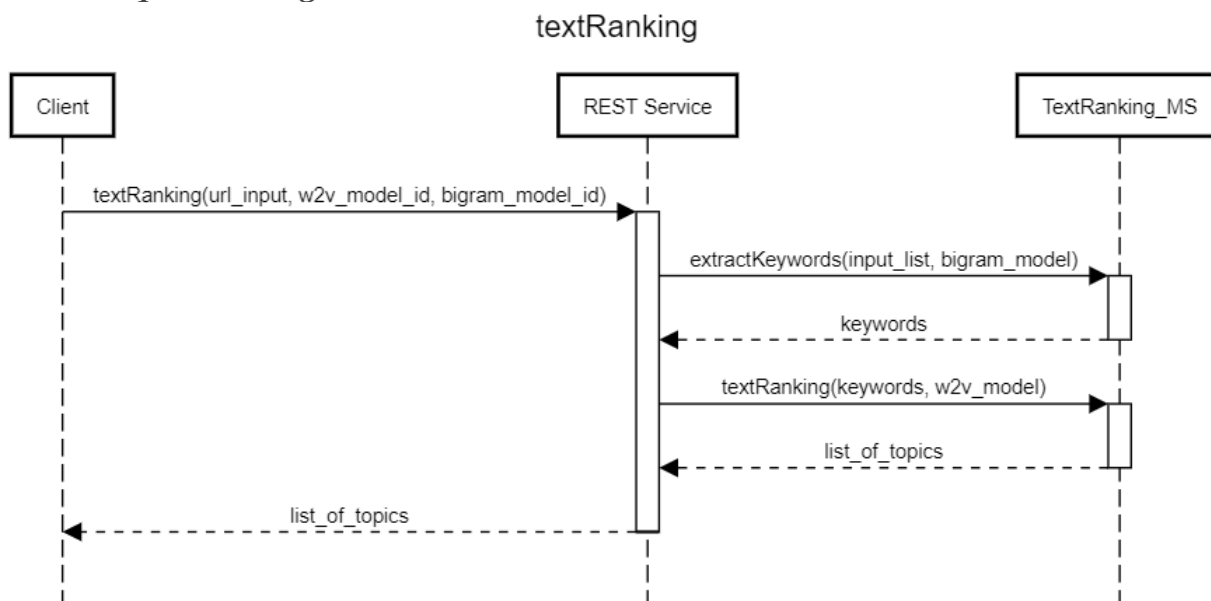 textRanking
Client
REST Service
TextRanking_MS
textRanking(url_input, w2v_model_id, bigram_model_id)
extractKeywords(input_list, bigram_model)
keywords
textRanking(keywords, w2v_model)
list_of_topics
list_of_topics